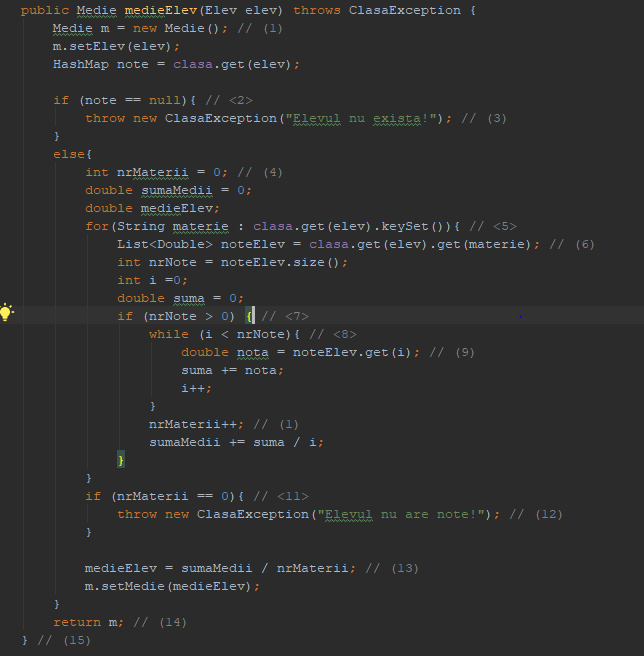 public Medie medieElev(Elev elev) throws ClasaException {
    Medie m = new Medie(); // (1)
    m.setElev(elev);
    HashMap note = clasa.get(elev);

    if (note == null){ // <2>
        throw new ClasaException("Elevul nu exista!"); // (3)
    }
    else{
        int nrMaterii = 0; // (4)
        double sumaMedii = 0;
        double medieElev;
        for(String materie : clasa.get(elev).keySet()){ // <5>
            List<Double> noteElev = clasa.get(elev).get(materie); // (6)
            int nrNote = noteElev.size();
            int i =0;
            double suma = 0;
            if (nrNote > 0) { // <7>
                while (i < nrNote){ // <8>
                    double nota = noteElev.get(i); // (9)
                    suma += nota;
                    i++;
                }
                nrMaterii++; // (1)
                sumaMedii += suma / i;
            }
        }
        if (nrMaterii == 0){ // <11>
            throw new ClasaException("Elevul nu are note!"); // (12)
        }

        medieElev = sumaMedii / nrMaterii; // (13)
        m.setMedie(medieElev);
    }
    return m; // (14)
} // (15)